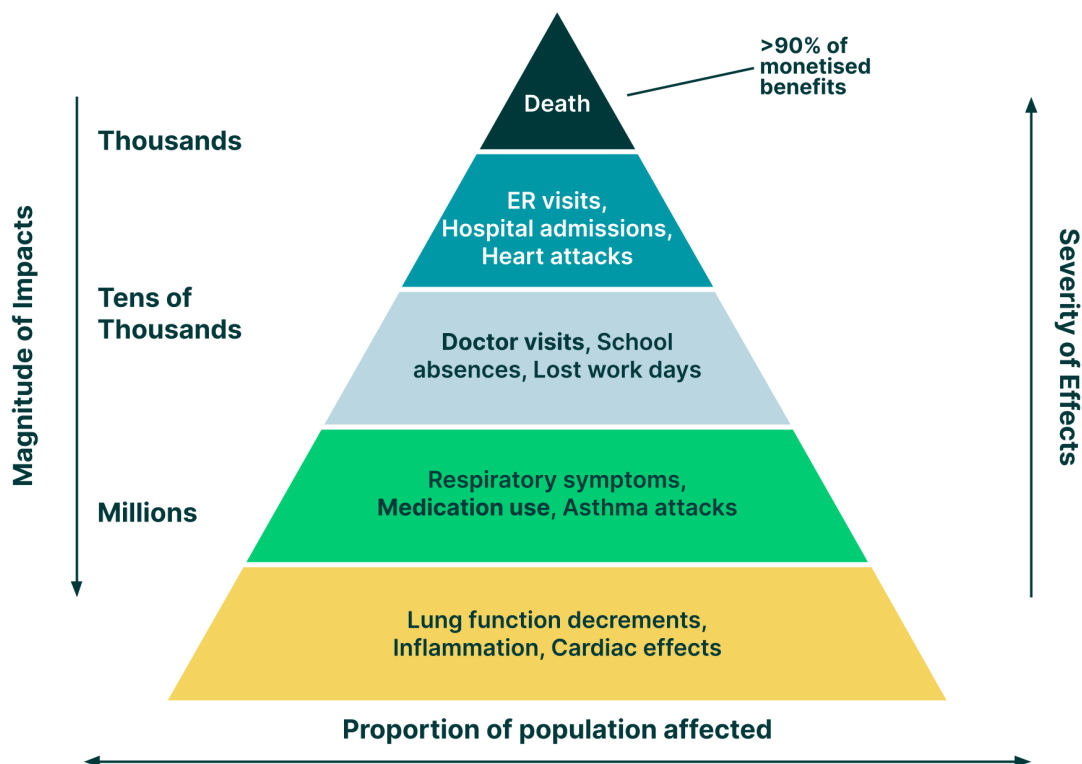 >90% of
monetised
benefits
Death
Thousands
ER visits,
Hospital admissions,
Heart attacks
Magnitude of Impacts
Severity of Effects
Tens of
Thousands
Doctor visits, School
absences, Lost work days
Respiratory symptoms,
Medication use, Asthma attacks
Millions
Lung function decrements,
Inflammation, Cardiac effects
Proportion of population affected